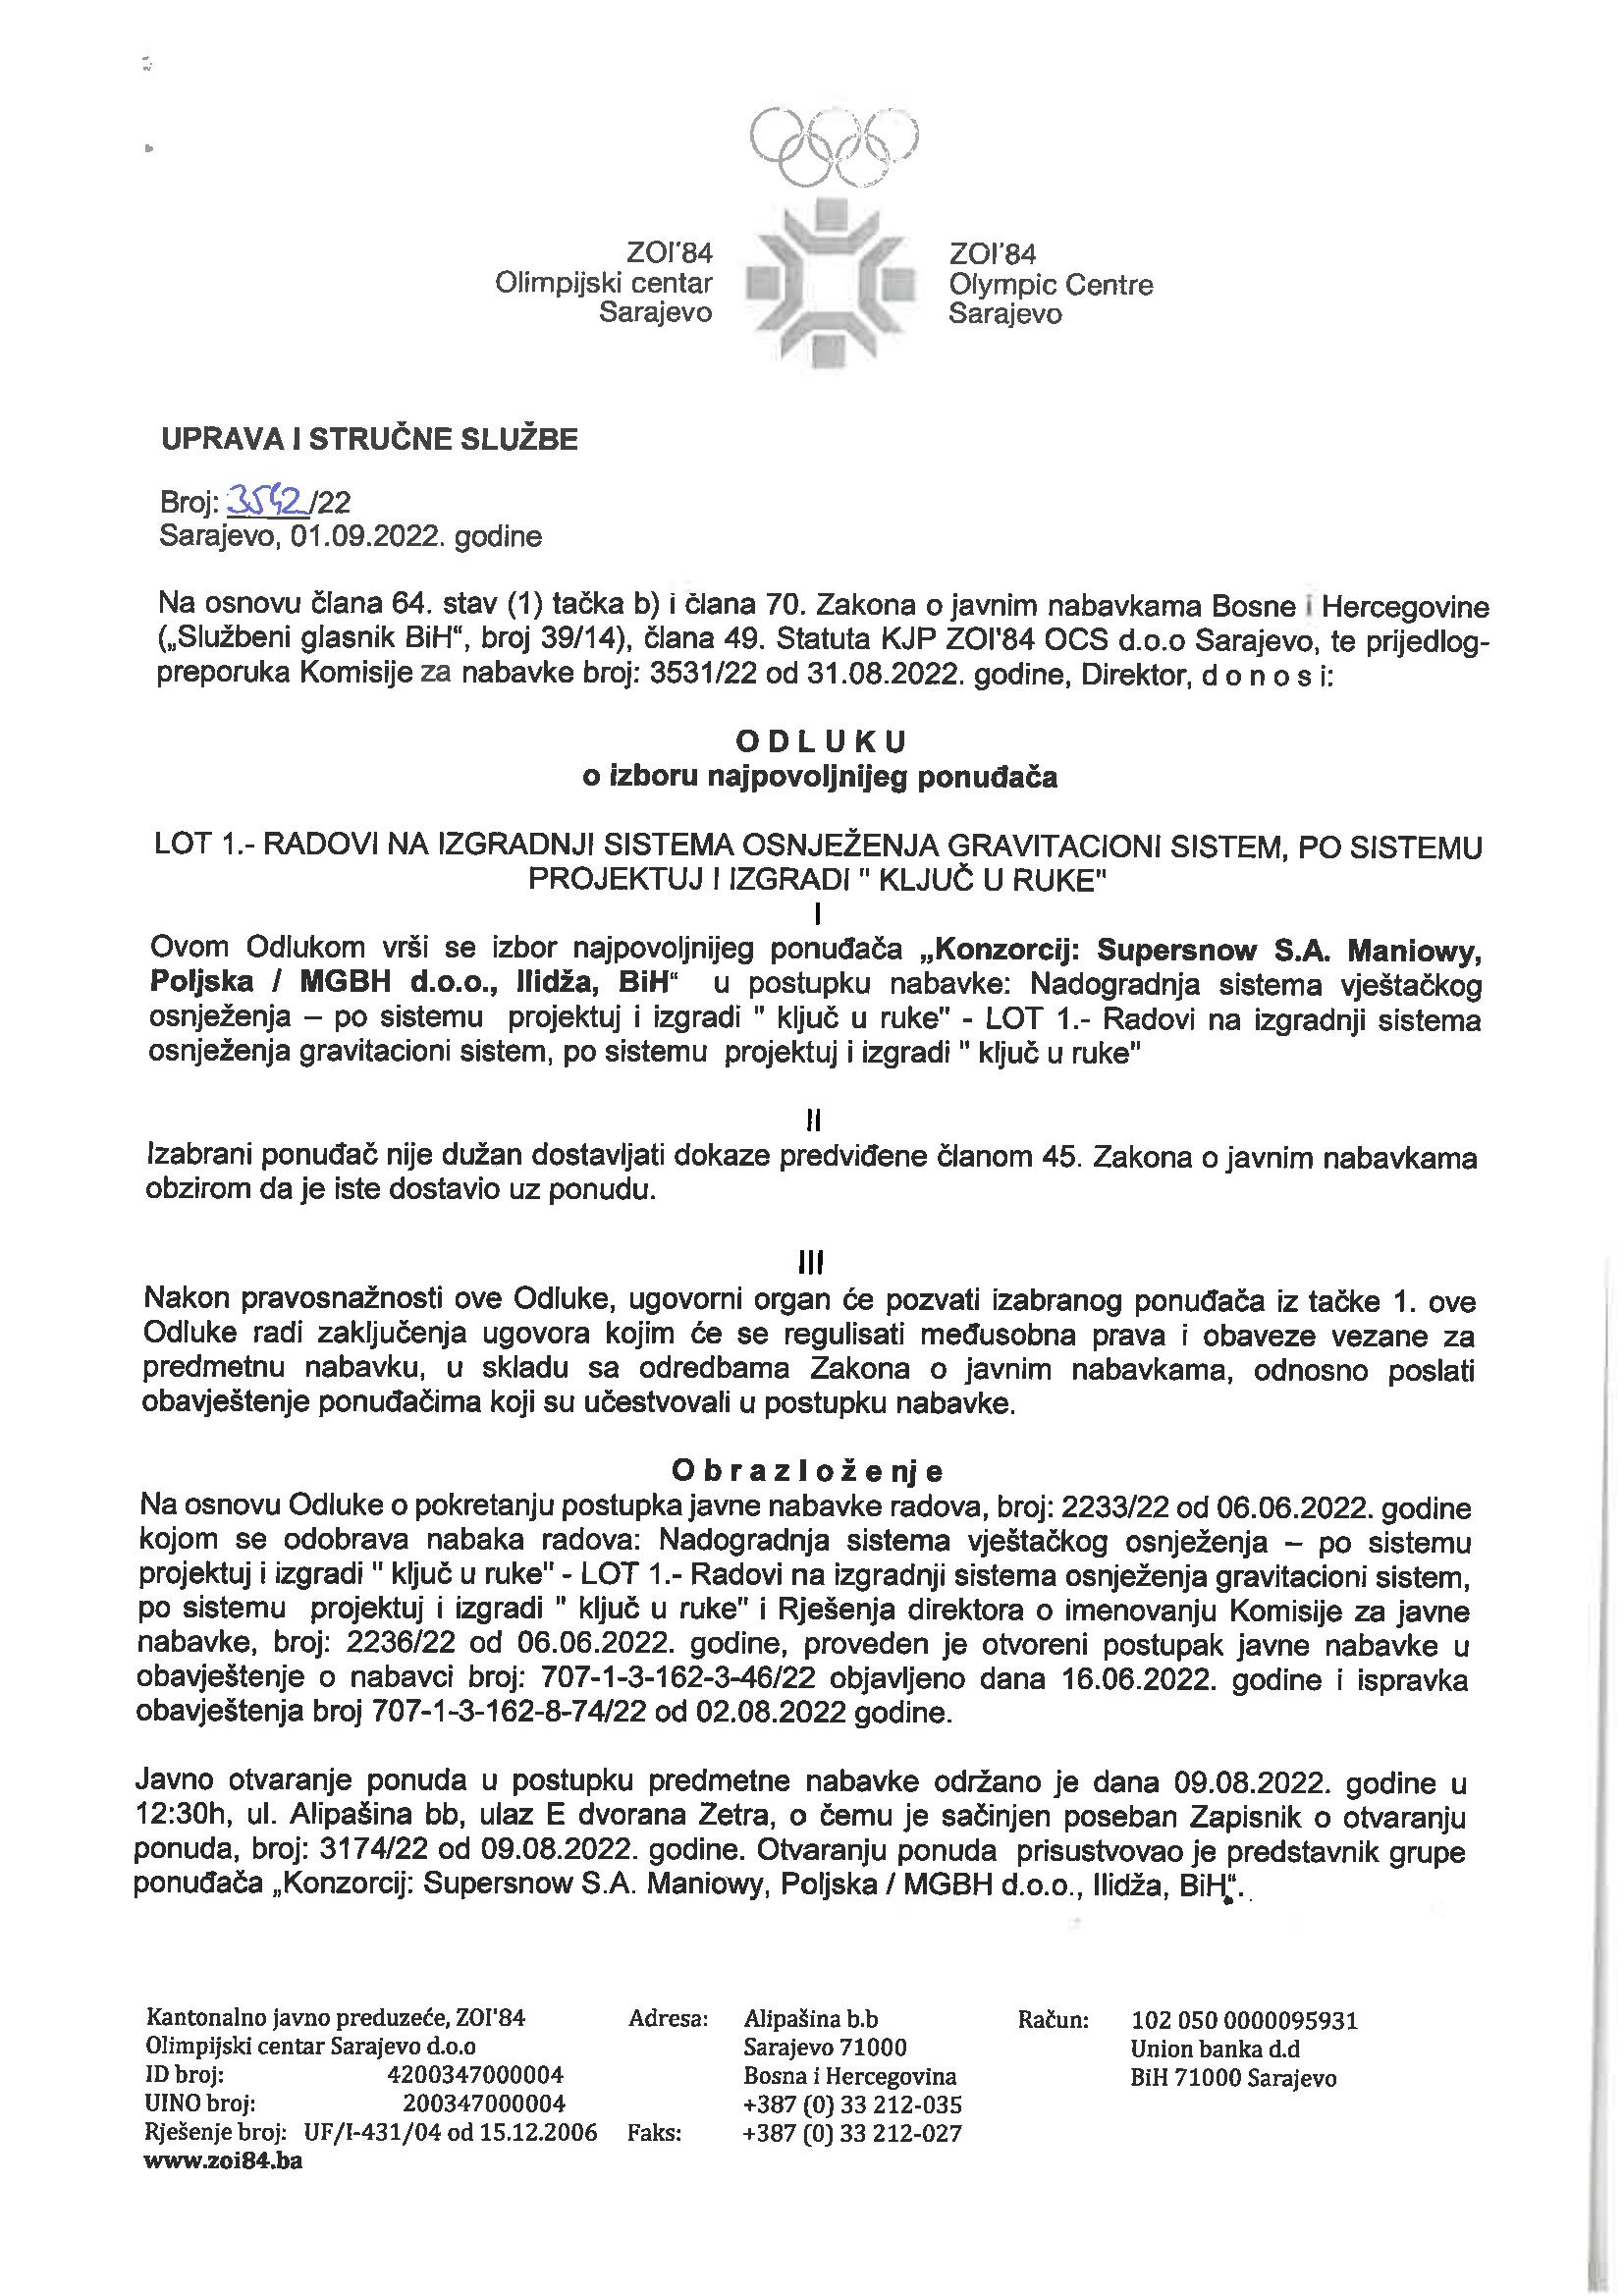 ZOI'84
Olimpijski centar
Sarajevo
ZOI'84
Olympic Centre
Sarajevo
UPRAVA I STRUČNE SLUŽBE
Broj: 3542/22
Sarajevo, 01.09.2022. godine
Na osnovu člana 64. stav (1) tačka b) i člana 70. Zakona o javnim nabavkama Bosne i Hercegovine
(„Službeni glasnik BiH“, broj 39/14), člana 49. Statuta KJP ZOI'84 OCS d.o.o Sarajevo, te prijedlog-
preporuka Komisije za nabavke broj: 3531/22 od 31.08.2022. godine, Direktor, d o n o s i:
O D L U K U
o izboru najpovoljnijeg ponuđača
LOT 1.- RADOVI NA IZGRADNJI SISTEMA OSNJEŽENJA GRAVITACIONI SISTEM, PO SISTEMU
PROJEKTUJ I IZGRADI " KLJUČ U RUKE"
I
Ovom Odlukom vrši se izbor najpovoljnijeg ponuđača „Konzorcij: Supersnow S.A. Maniowy,
Poljska / MGBH d.o.o., Ilidža, BiH“ u postupku nabavke: Nadogradnja sistema vještačkog
osnježenja – po sistemu projektuj i izgradi " ključ u ruke" - LOT 1.- Radovi na izgradnji sistema
osnježenja gravitacioni sistem, po sistemu projektuj i izgradi " ključ u ruke"
II
Izabrani ponuđač nije dužan dostavljati dokaze predviđene članom 45. Zakona o javnim nabavkama
obzirom da je iste dostavio uz ponudu.
III
Nakon pravosnažnosti ove Odluke, ugovorni organ će pozvati izabranog ponuđača iz tačke 1. ove
Odluke radi zaključenja ugovora kojim će se regulisati međusobna prava i obaveze vezane za
predmetnu nabavku, u skladu sa odredbama Zakona o javnim nabavkama, odnosno poslati
obavještenje ponuđačima koji su učestvovali u postupku nabavke.
O b r a z l o ž e nj e
Na osnovu Odluke o pokretanju postupka javne nabavke radova, broj: 2233/22 od 06.06.2022. godine
kojom se odobrava nabaka radova: Nadogradnja sistema vještačkog osnježenja – po sistemu
projektuj i izgradi " ključ u ruke" - LOT 1.- Radovi na izgradnji sistema osnježenja gravitacioni sistem,
po sistemu projektuj i izgradi " ključ u ruke" i Rješenja direktora o imenovanju Komisije za javne
nabavke, broj: 2236/22 od 06.06.2022. godine, proveden je otvoreni postupak javne nabavke u
obavještenje o nabavci broj: 707-1-3-162-3-46/22 objavljeno dana 16.06.2022. godine i ispravka
obavještenja broj 707-1-3-162-8-74/22 od 02.08.2022 godine.
Javno otvaranje ponuda u postupku predmetne nabavke održano je dana 09.08.2022. godine u
12:30h, ul. Alipašina bb, ulaz E dvorana Zetra, o čemu je sačinjen poseban Zapisnik o otvaranju
ponuda, broj: 3174/22 od 09.08.2022. godine. Otvaranju ponuda prisustvovao je predstavnik grupe
ponuđača „Konzorcij: Supersnow S.A. Maniowy, Poljska / MGBH d.o.o., Ilidža, BiH“.
Kantonalno javno preduzeće, ZOI'84 Adresa: Alipašina b.b Račun: 102 050 0000095931
Olimpijski centar Sarajevo d.o.o Sarajevo 71000 Union banka d.d
ID broj: 4200347000004 Bosna i Hercegovina BiH 71000 Sarajevo
UINO broj: 200347000004 +387 (0) 33 212-035
Rješenje broj: UF/I-431/04 od 15.12.2006 Faks: +387 (0) 33 212-027
www.zoi84.ba